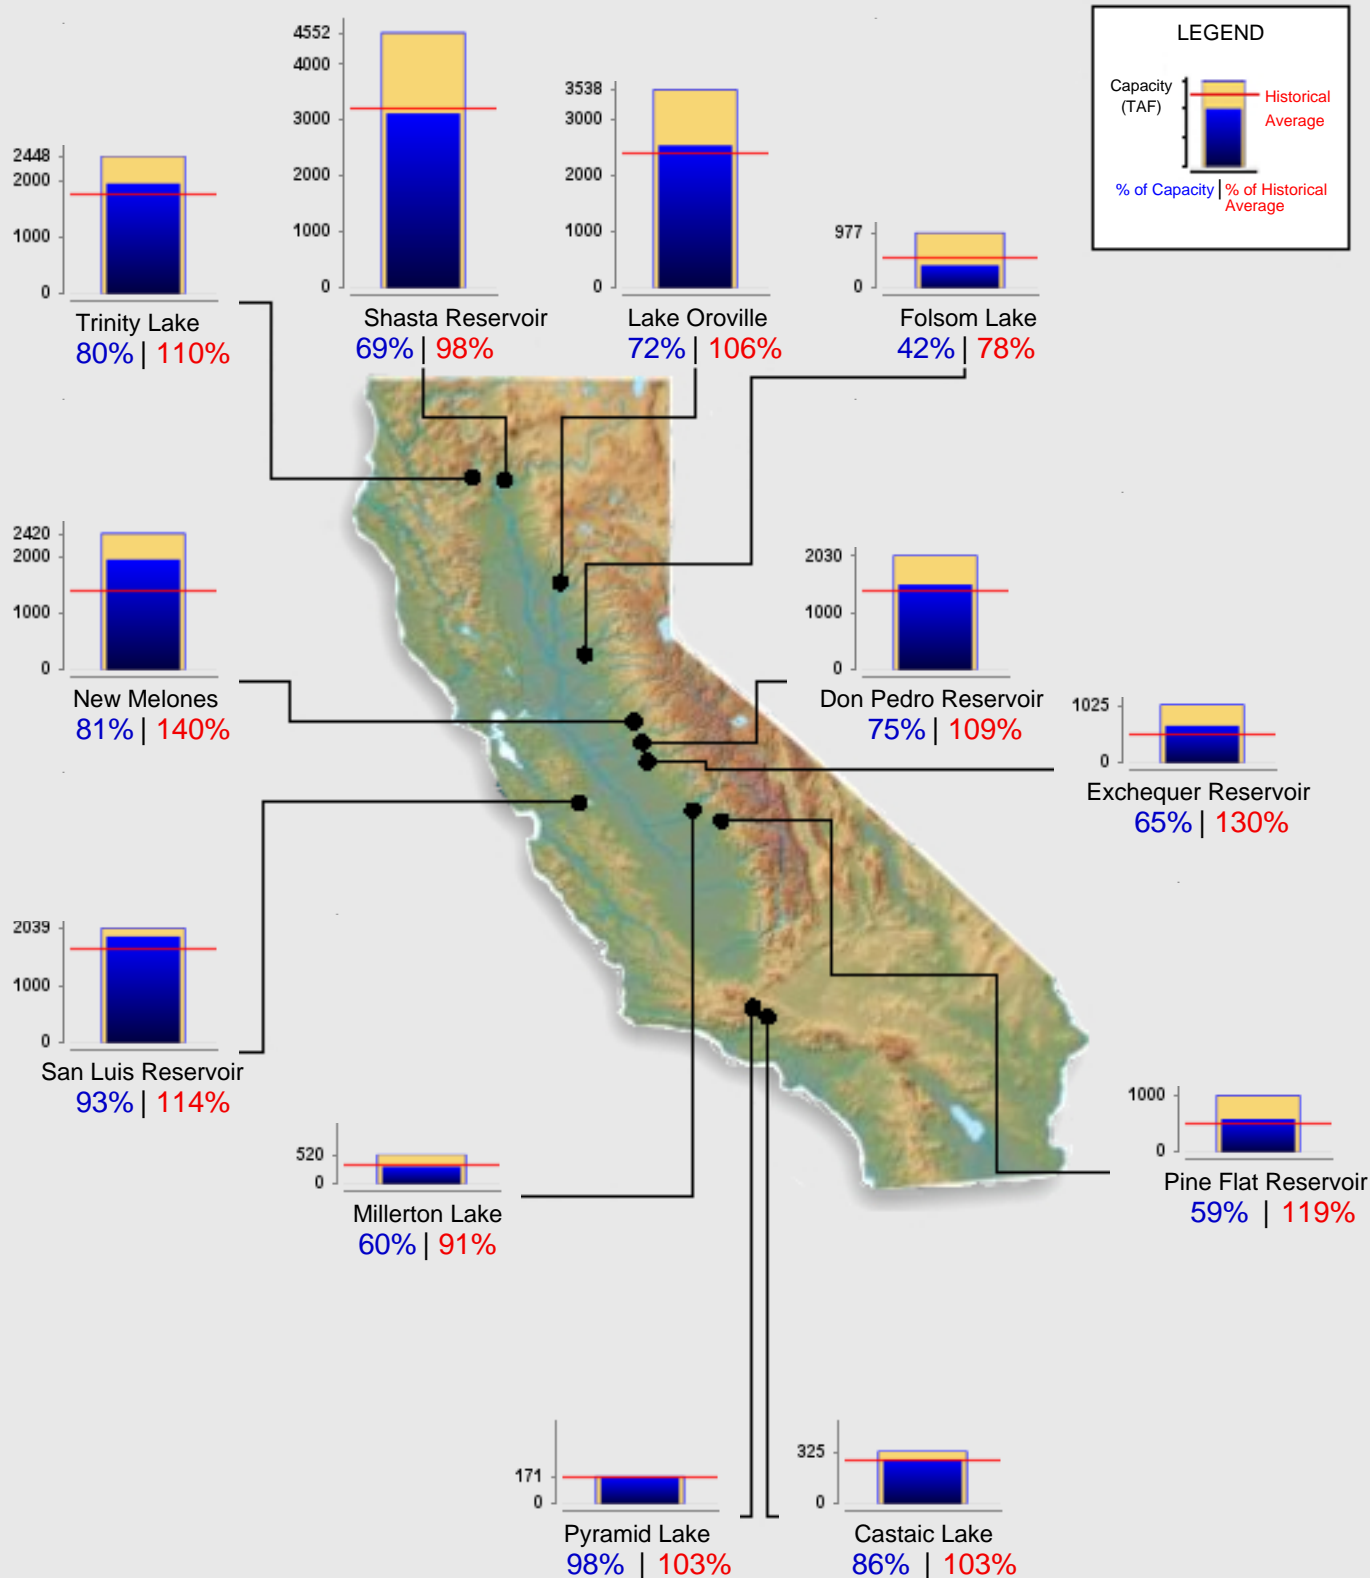 LEGEND
Capacity
(TAF)
Historical
Average
% of Capacity | % of Historical
Average
4552
4000
3000
2000
1000
0
Shasta Reservoir
69% | 98%
3538
3000
2000
1000
0
Lake Oroville
72% | 106%
2448
2000
1000
0
Trinity Lake
80% | 110%
977
0
Folsom Lake
42% | 78%
2420
2000
1000
0
New Melones
81% | 140%
2030
1000
0
Don Pedro Reservoir
75% | 109%
1025
0
Exchequer Reservoir
65% | 130%
2039
1000
0
San Luis Reservoir
93% | 114%
520
0
Millerton Lake
60% | 91%
1000
0
Pine Flat Reservoir
59% | 119%
171
0
Pyramid Lake
98% | 103%
325
0
Castaic Lake
86% | 103%